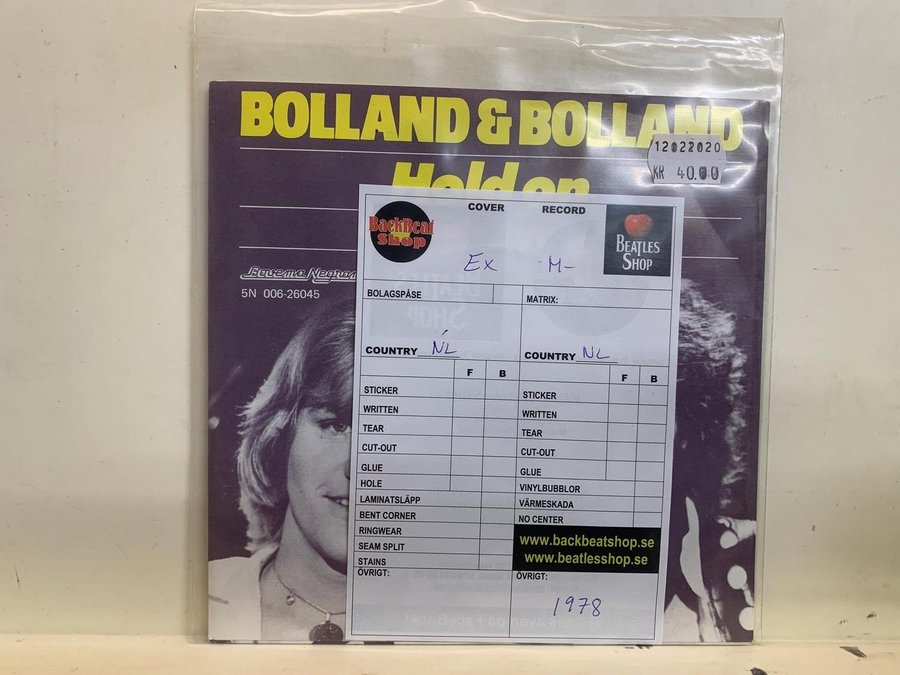 BOLLAND & BOLLAND
12022020
KR 40.00
Hold on
COVER RECORD
BackBeat Shop
BEATLES SHOP
Ex M-
5N 006-26045
BOLAGSPÅSE MATRIX:
COUNTRY NL COUNTRY NL
F B F B
STICKER STICKER
WRITTEN WRITTEN
TEAR TEAR
CUT-OUT CUT-OUT
GLUE GLUE
HOLE VINYLBUBBLOR
LAMINATSLÄPP VÄRMESKADA
BENT CORNER NO CENTER
RINGWEAR
www.backbeatshop.se
SEAM SPLIT
www.beatlesshop.se
STAINS
ÖVRIGT: ÖVRIGT:
1978